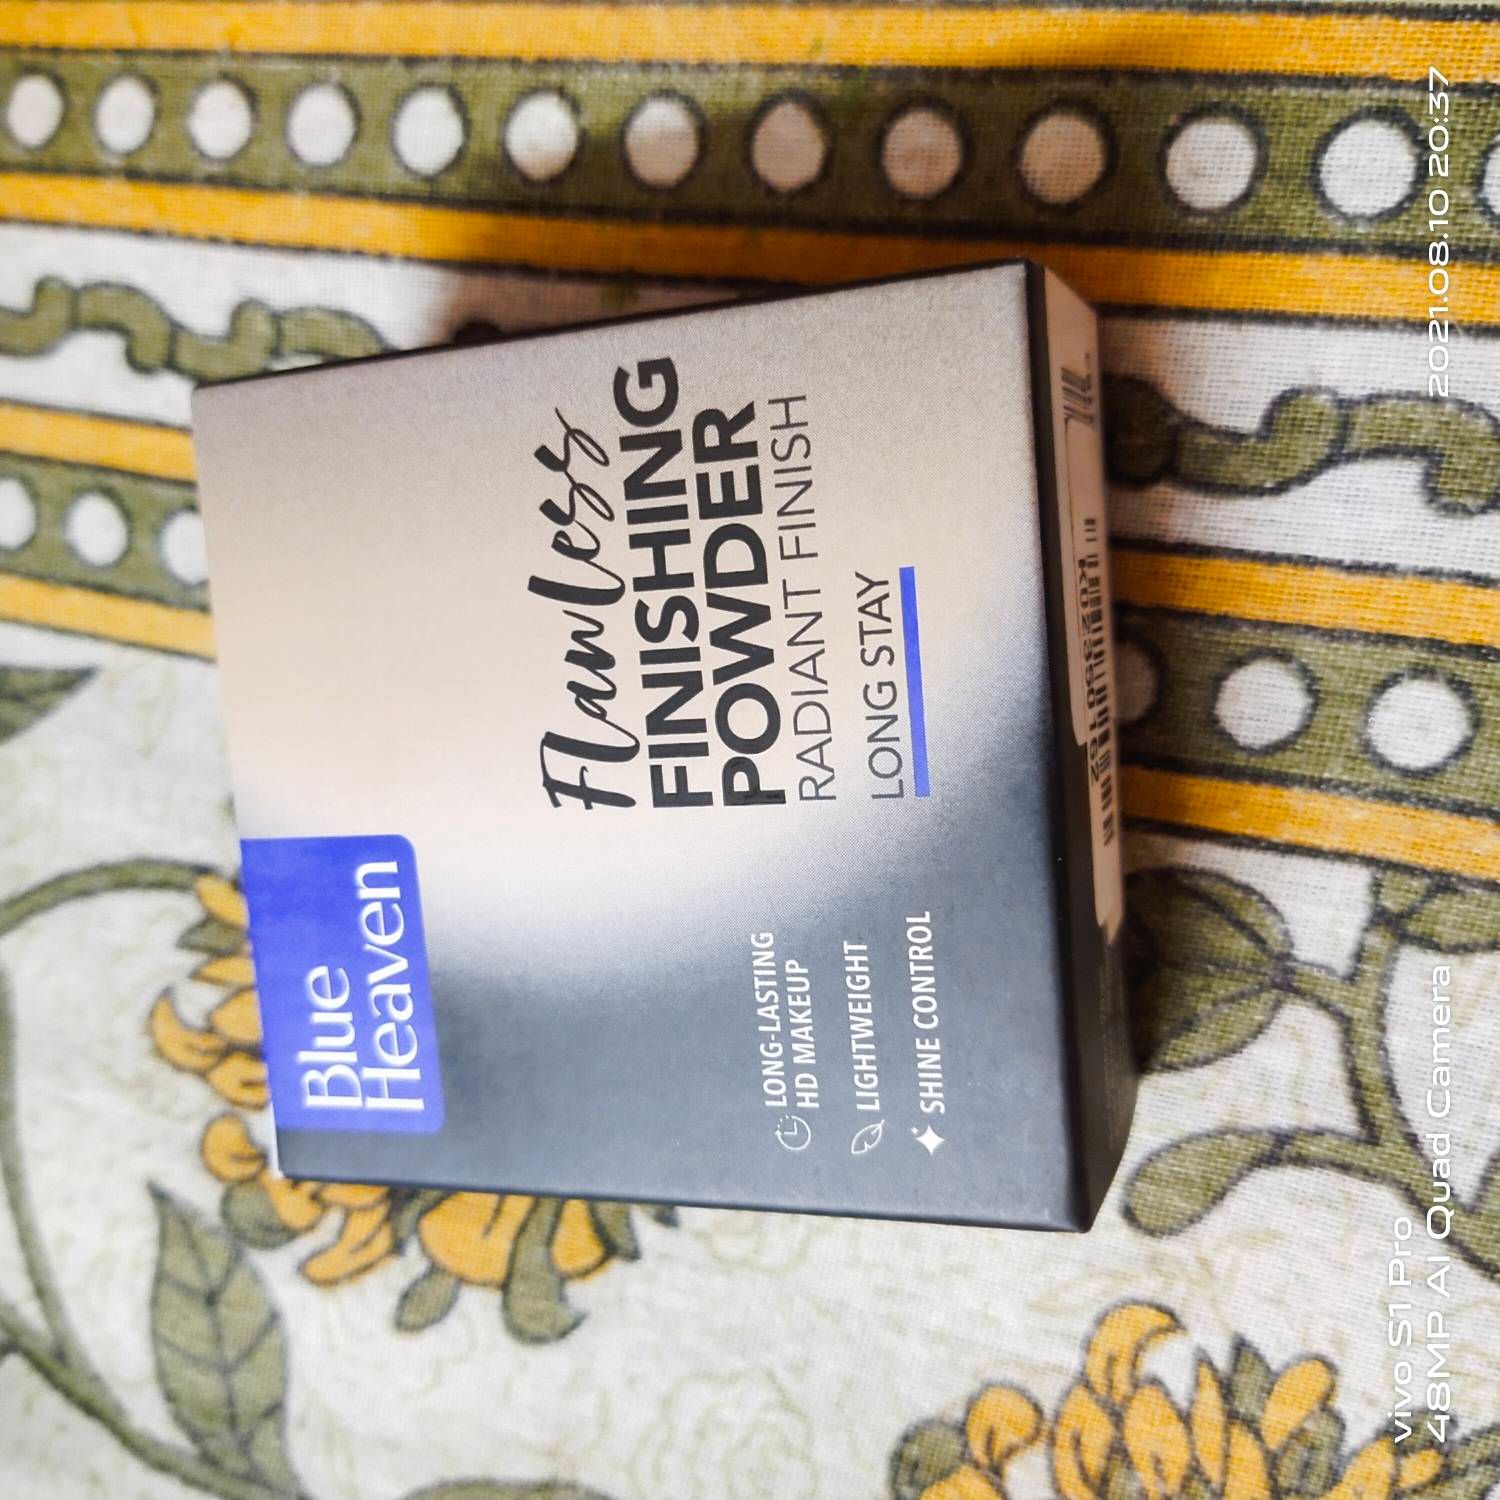 Blue
Heaven
Flawless
FINISHING
POWDER
RADIANT FINISH
LONG STAY
LONG-LASTING
HD MAKEUP
LIGHTWEIGHT
SHINE CONTROL
vivo S1 Pro
48MP AI Quad Camera
2021.08.10 20:37